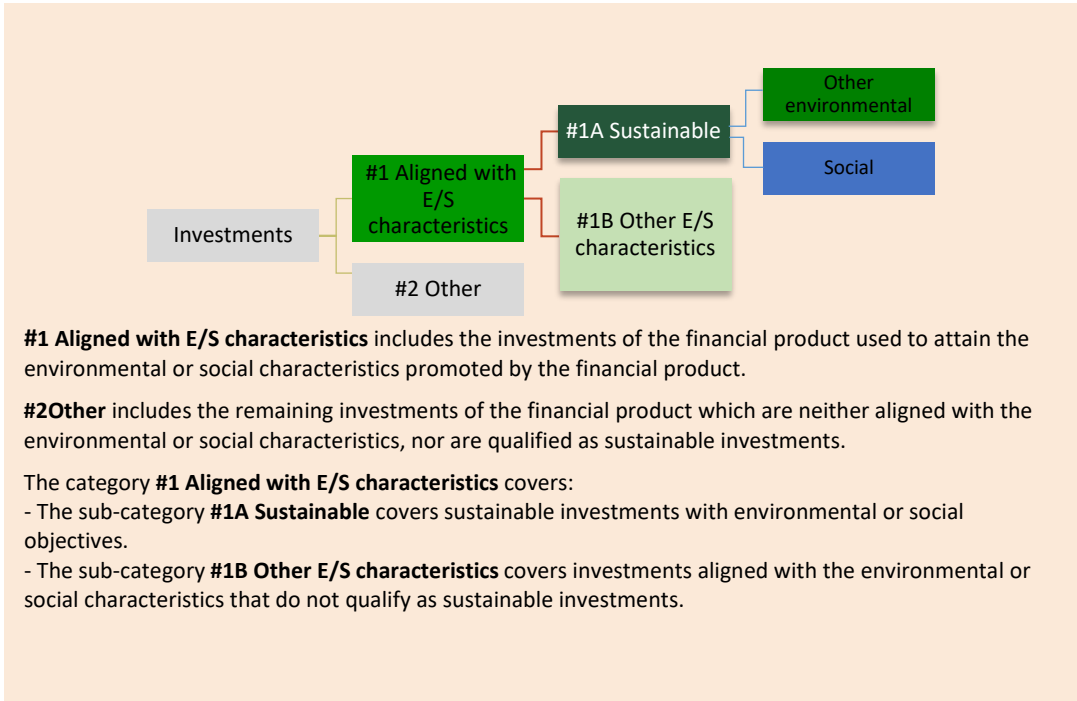 Other
environmental
#1A Sustainable
Social
#1 Aligned with
E/S
characteristics
#1B Other E/S
characteristics
Investments
#2 Other
#1 Aligned with E/S characteristics includes the investments of the financial product used to attain the
environmental or social characteristics promoted by the financial product.
#2Other includes the remaining investments of the financial product which are neither aligned with the
environmental or social characteristics, nor are qualified as sustainable investments.
The category #1 Aligned with E/S characteristics covers:
- The sub-category #1A Sustainable covers sustainable investments with environmental or social
objectives.
- The sub-category #1B Other E/S characteristics covers investments aligned with the environmental or
social characteristics that do not qualify as sustainable investments.